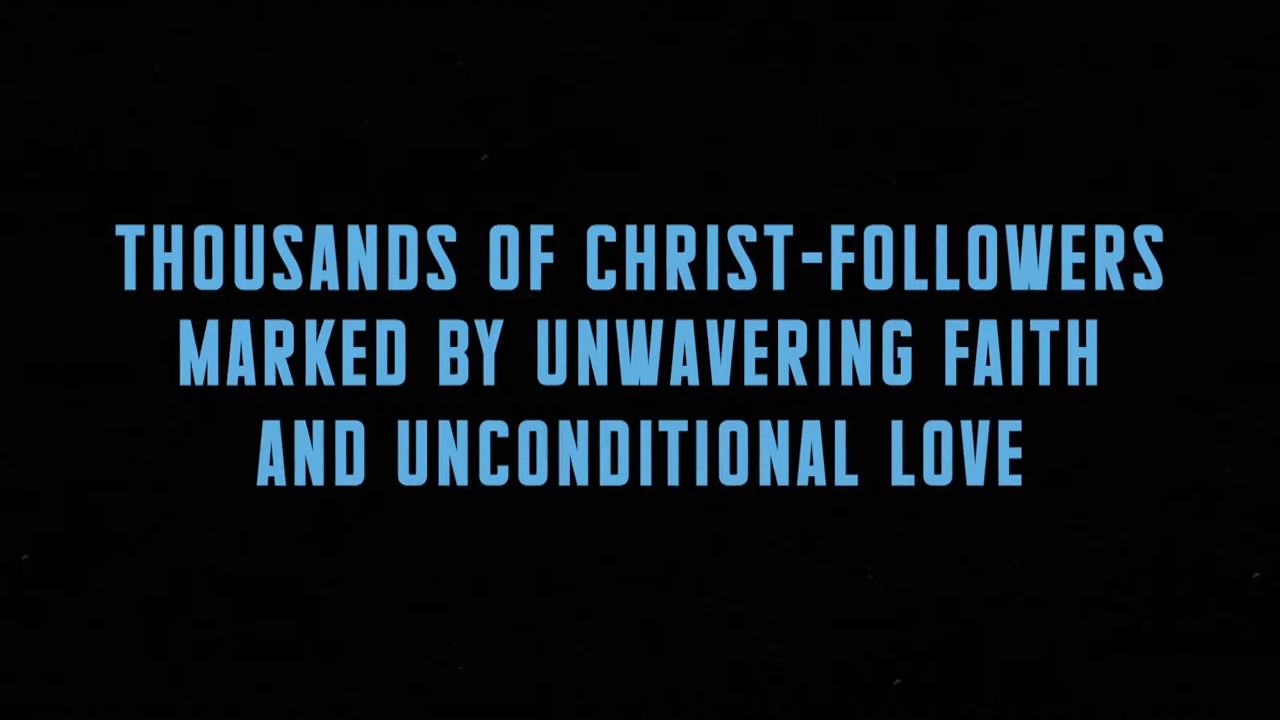 THOUSANDS OF CHRIST-FOLLOWERS
MARKED BY UNWAVERING FAITH
AND UNCONDITIONAL LOVE